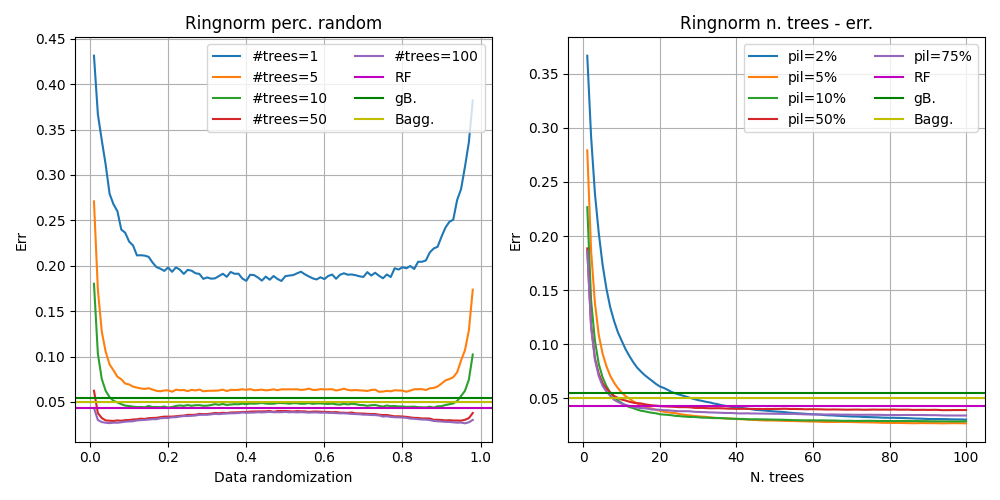 Ringnorm perc. random
0.45
0.40
0.35
0.30
0.25
0.20
0.15
0.10
0.05
Err
#trees=1
#trees=5
#trees=10
#trees=50
#trees=100
RF
gB.
Bagg.
0.0 0.2 0.4 0.6 0.8 1.0
Data randomization
Ringnorm n. trees - err.
0.35
0.30
0.25
0.20
0.15
0.10
0.05
Err
pil=2%
pil=5%
pil=10%
pil=50%
pil=75%
RF
gB.
Bagg.
0 20 40 60 80 100
N. trees